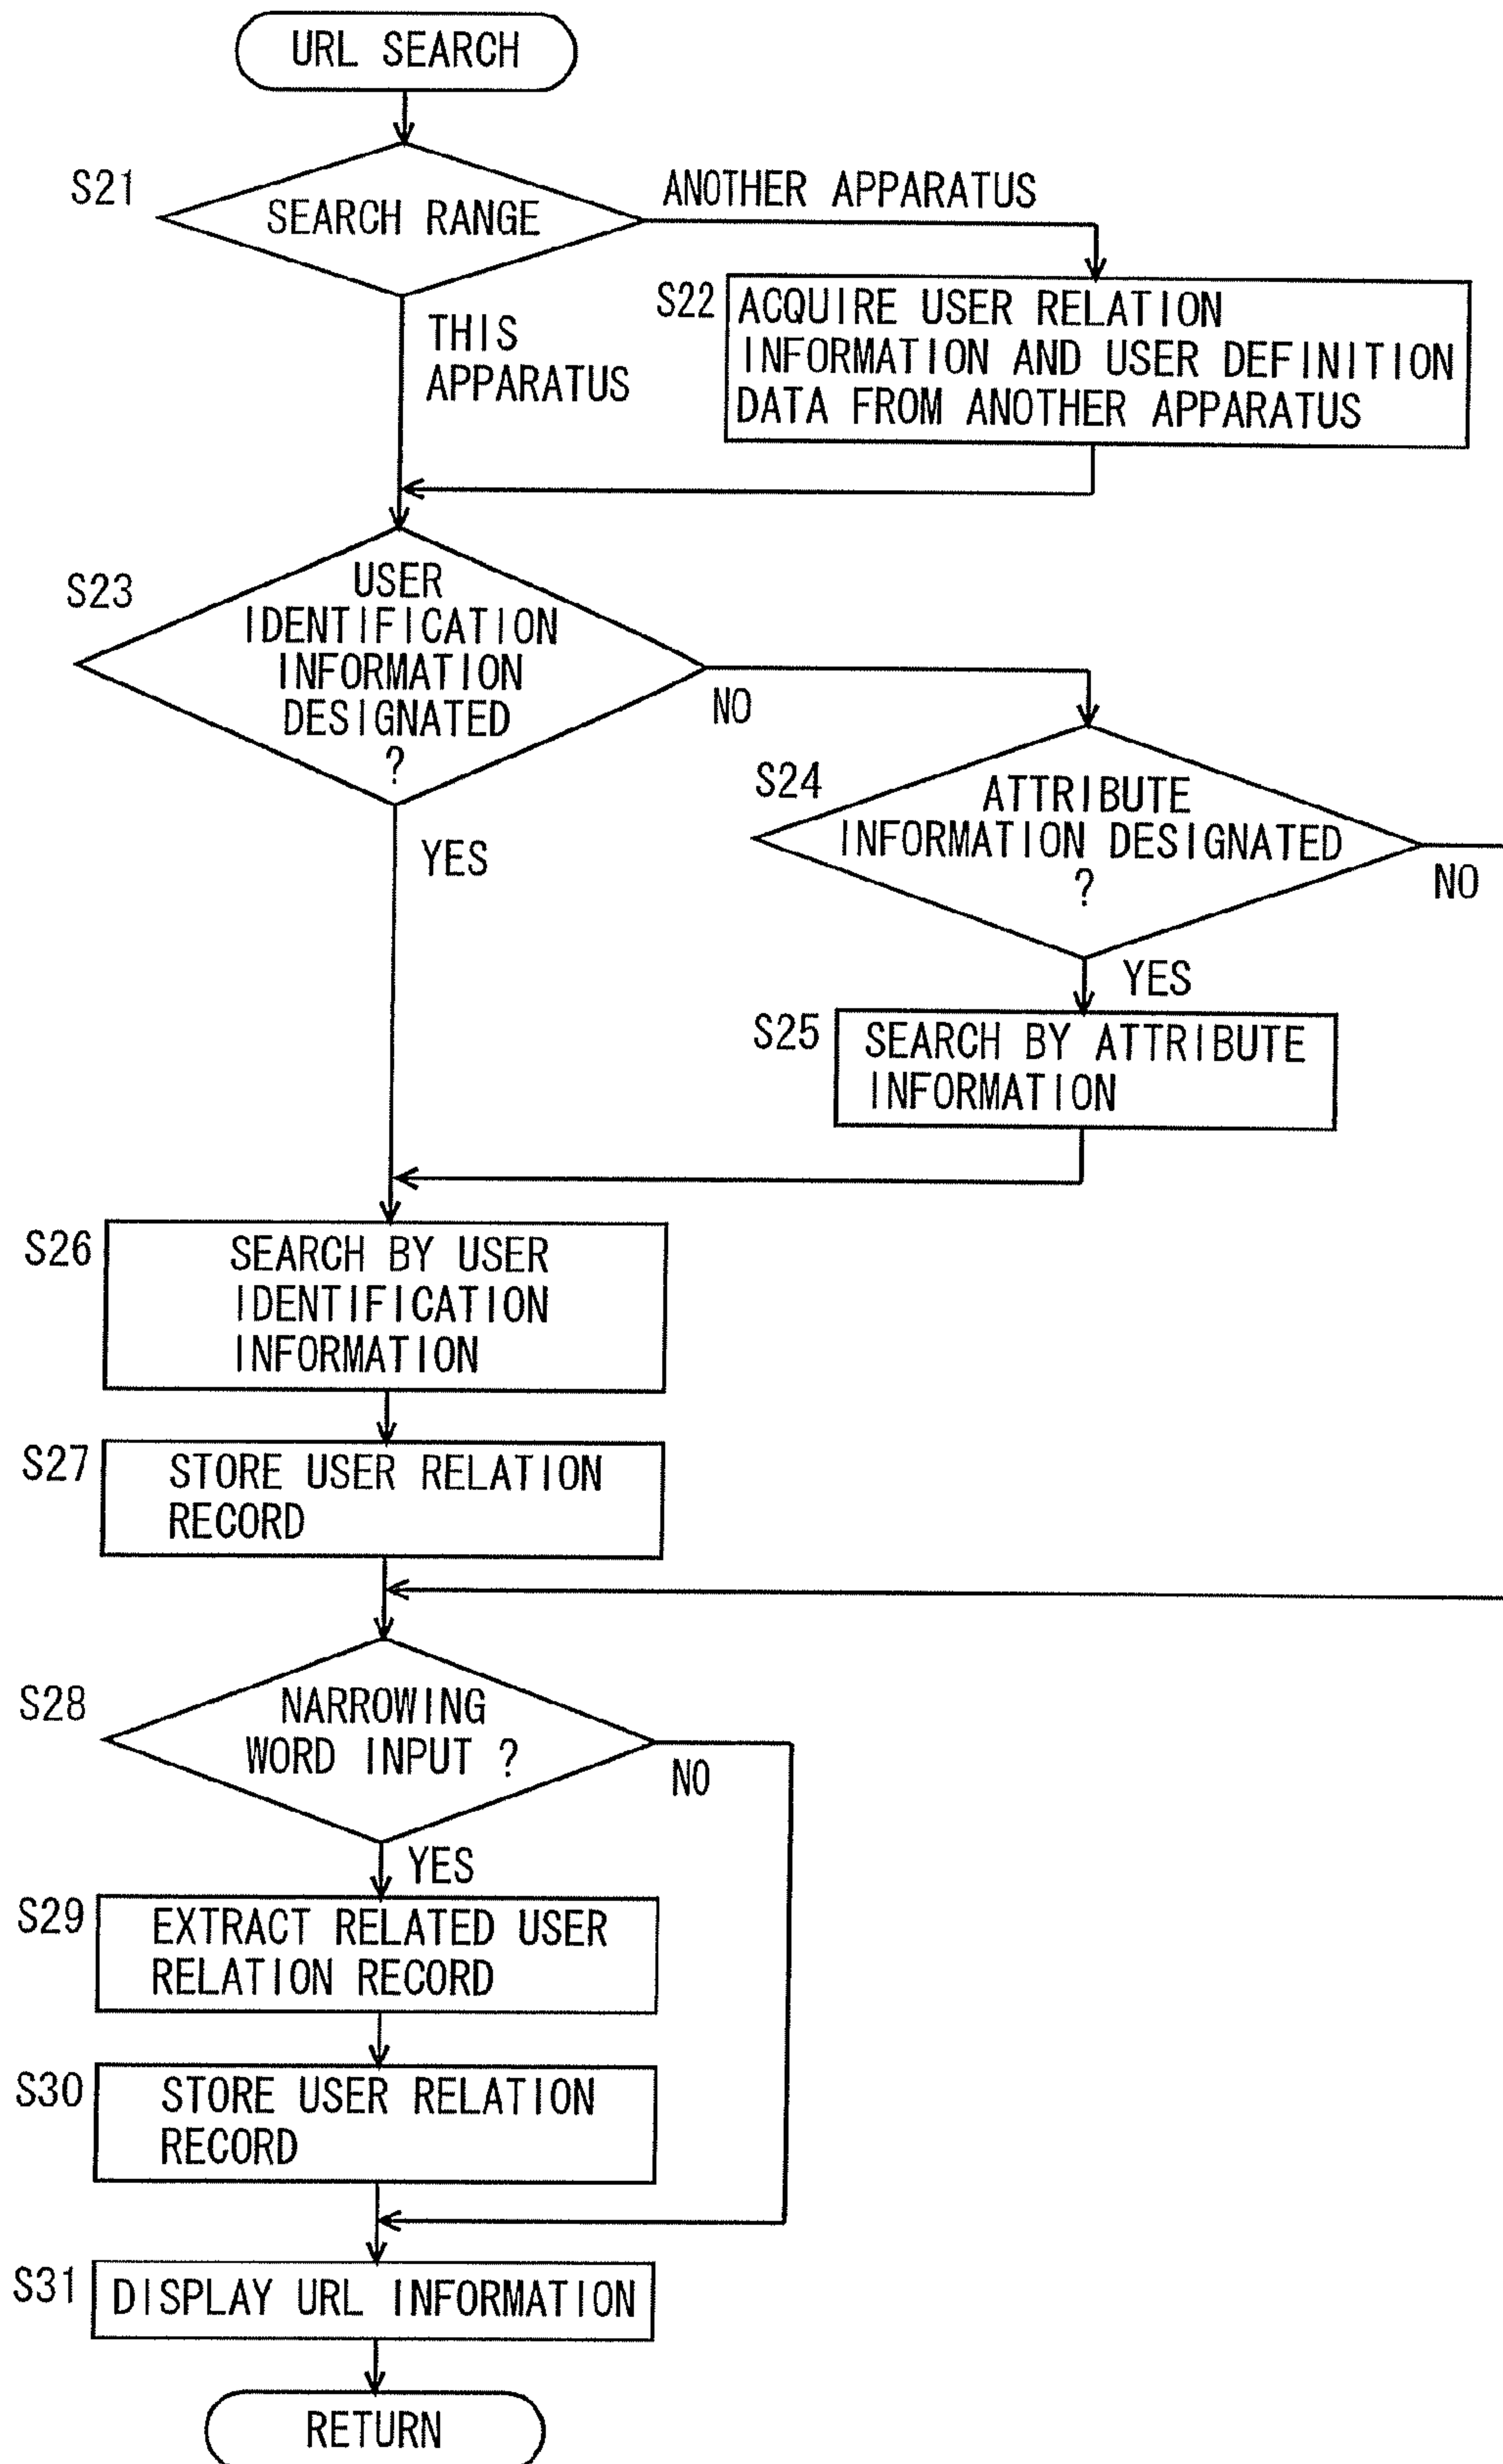 URL SEARCH
S21
SEARCH RANGE
ANOTHER APPARATUS
THIS
APPARATUS
S22
ACQUIRE USER RELATION
INFORMATION AND USER DEFINITION
DATA FROM ANOTHER APPARATUS
S23
USER
IDENTIFICATION
INFORMATION
DESIGNATED
?
NO
YES
S24
ATTRIBUTE
INFORMATION DESIGNATED
?
NO
YES
S25
SEARCH BY ATTRIBUTE
INFORMATION
S26
SEARCH BY USER
IDENTIFICATION
INFORMATION
S27
STORE USER RELATION
RECORD
S28
NARROWING
WORD INPUT ?
NO
YES
S29
EXTRACT RELATED USER
RELATION RECORD
S30
STORE USER RELATION
RECORD
S31
DISPLAY URL INFORMATION
RETURN